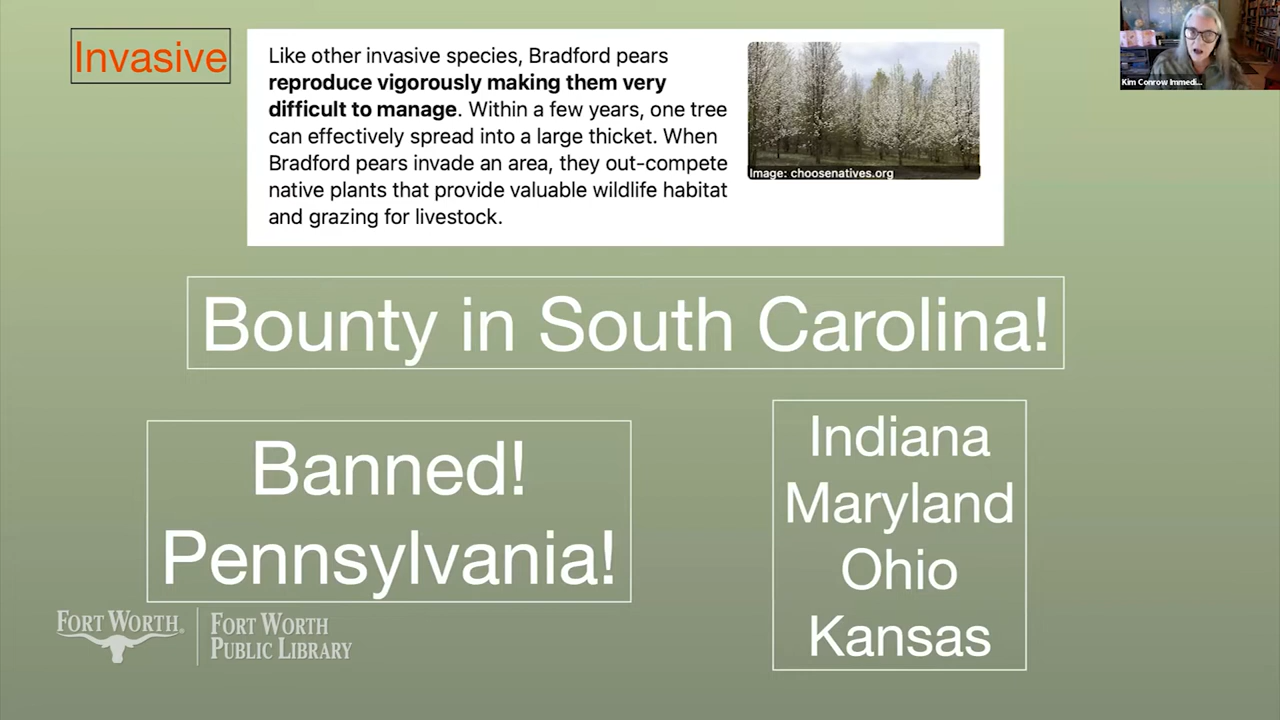 Invasive
Like other invasive species, Bradford pears
reproduce vigorously making them very
difficult to manage. Within a few years, one tree
can effectively spread into a large thicket. When
Bradford pears invade an area, they out-compete
native plants that provide valuable wildlife habitat
and grazing for livestock.
Image: choosenatives.org
Kim Conrow Immedi...
Bounty in South Carolina!
Banned!
Pennsylvania!
Indiana
Maryland
Ohio
Kansas
FORT WORTH®
FORT WORTH
PUBLIC LIBRARY